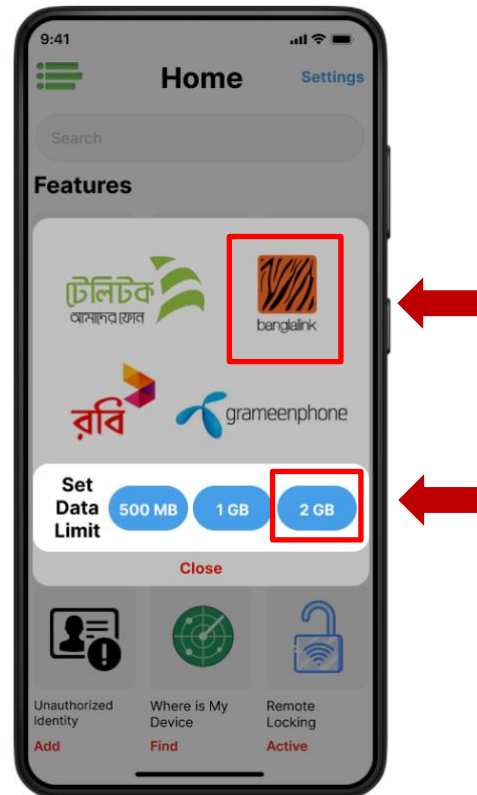 9:41
Home
Settings
Search
Features
টেলিটক
আমাদের ফোন
banglalink
রবি
grameenphone
Set
Data
Limit
500 MB
1 GB
2 GB
Close
Unauthorized
Identity
Where is My
Device
Remote
Locking
Add
Find
Active